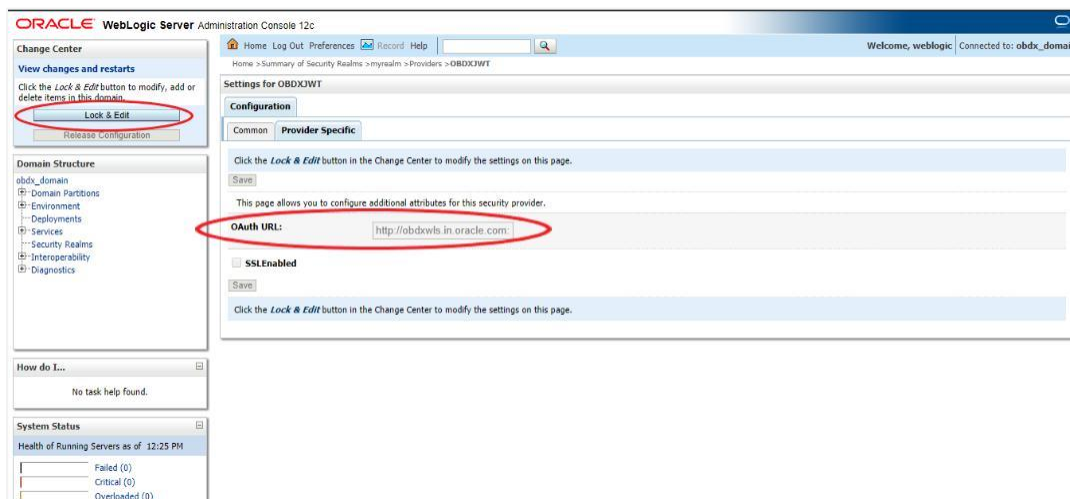 ORACLE WebLogic Server Administration Console 12c
Change Center
View changes and restarts
Click the Lock & Edit button to modify, add or
delete items in this domain.
Lock & Edit
Release Configuration
Domain Structure
obdx_domain
Domain Partitions
Environment
Deployments
Services
Security Realms
Interoperability
Diagnostics
How do I...
No task help found.
System Status
Health of Running Servers as of 12:25 PM
Failed (0)
Critical (0)
Overloaded (0)
Home Log Out Preferences Record Help
Welcome, weblogic Connected to: obdx_domai
Home >Summary of Security Realms >myrealm >Providers >OBDXJWT
Settings for OBDXJWT
Configuration
Common Provider Specific
Click the Lock & Edit button in the Change Center to modify the settings on this page.
Save
This page allows you to configure additional attributes for this security provider.
OAuth URL: http://obdxwls.in.oracle.com:
SSLEnabled
Save
Click the Lock & Edit button in the Change Center to modify the settings on this page.